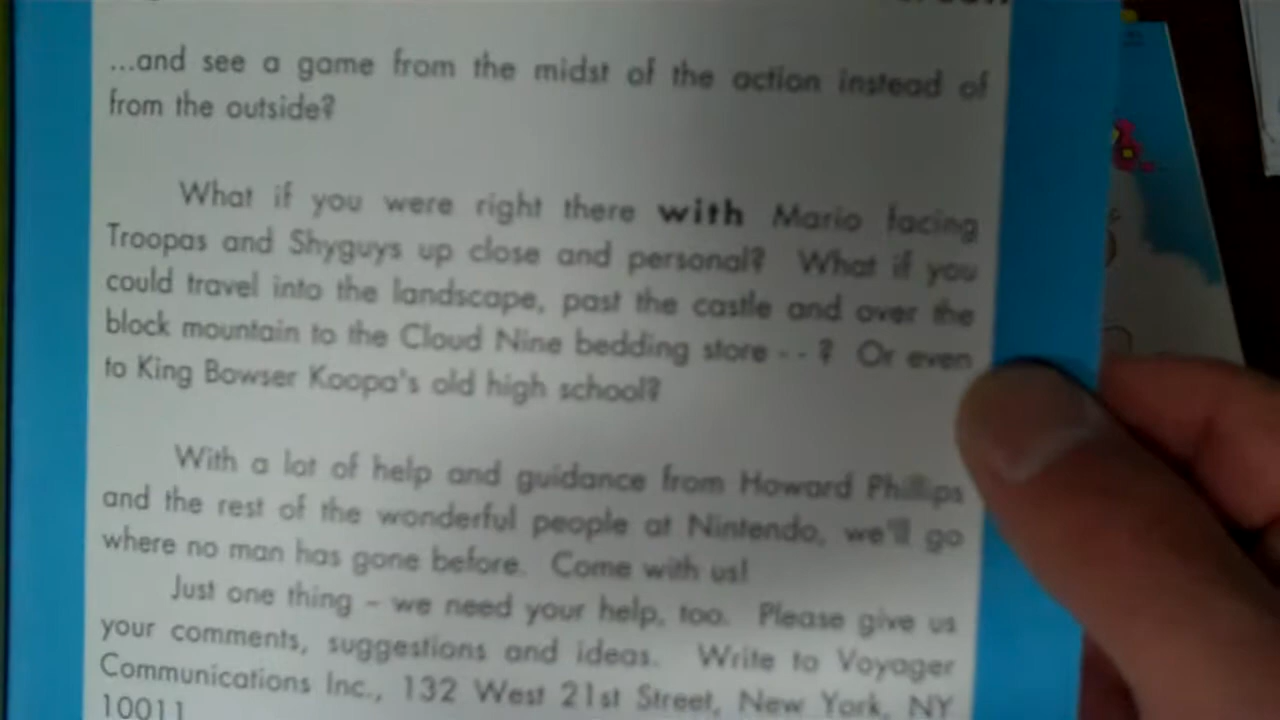 ...and see a game from the midst of the action instead of
from the outside?
What if you were right there with Mario facing
Troopas and Shyguys up close and personal? What if you
could travel into the landscape, past the castle and over the
block mountain to the Cloud Nine bedding store - - ? Or even
to King Bowser Koopa's old high school?
With a lot of help and guidance from Howard Phillips
and the rest of the wonderful people at Nintendo, we'll go
where no man has gone before. Come with us!
Just one thing – we need your help, too. Please give us
your comments, suggestions and ideas. Write to Voyager
Communications Inc., 132 West 21st Street, New York, NY
10011